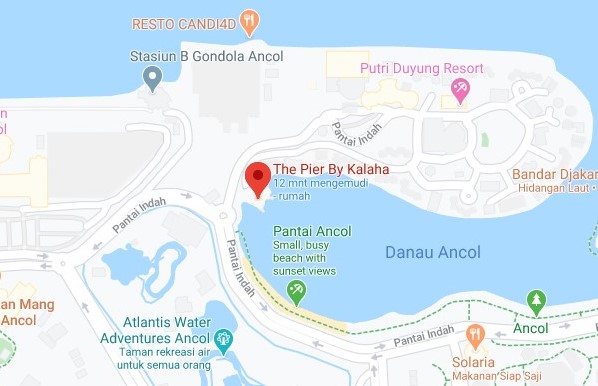 RESTO CANDI4D
Stasiun B Gondola Ancol
Putri Duyung Resort
Pantai Indah
The Pier By Kalaha
12 mnt mengemudi
- rumah
Bandar Djakar
Hidangan Laut •
Pantai Indah
Pantai Indah
Pantai Ancol
Small, busy
beach with
sunset views
Danau Ancol
an Mang
Ancol
Atlantis Water
Adventures Ancol
Taman rekreasi air
untuk semua orang
Pantai Indah
Ancol
Solaria
Makanan Siap Saji